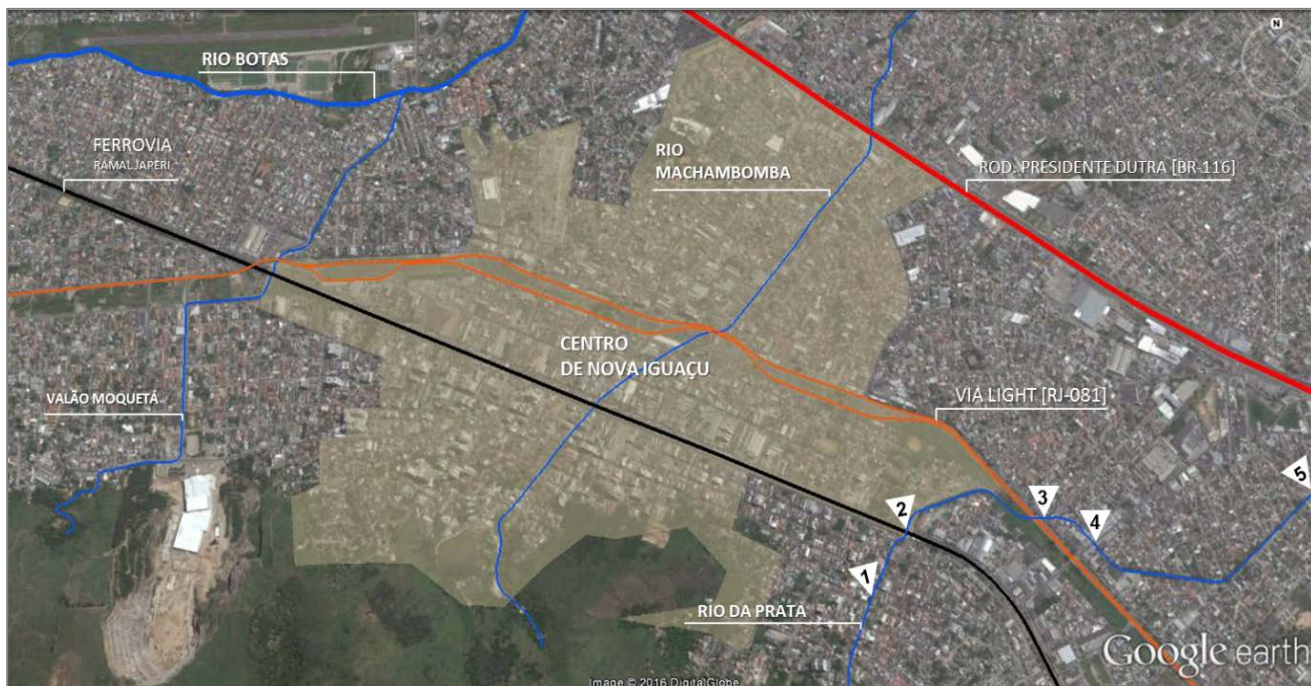 N
RIO BOTAS
FERROVIA
RAMAL JAPERI
RIO
MACHAMBOMBA
ROD. PRESIDENTE DUTRA [BR-116]
CENTRO
DE NOVA IGUAÇU
VALÃO MOQUETÁ
VIA LIGHT [RJ-081]
5
3
2
4
1
RIO DA PRATA
Google earth
Image © 2016 DigitalGlobe